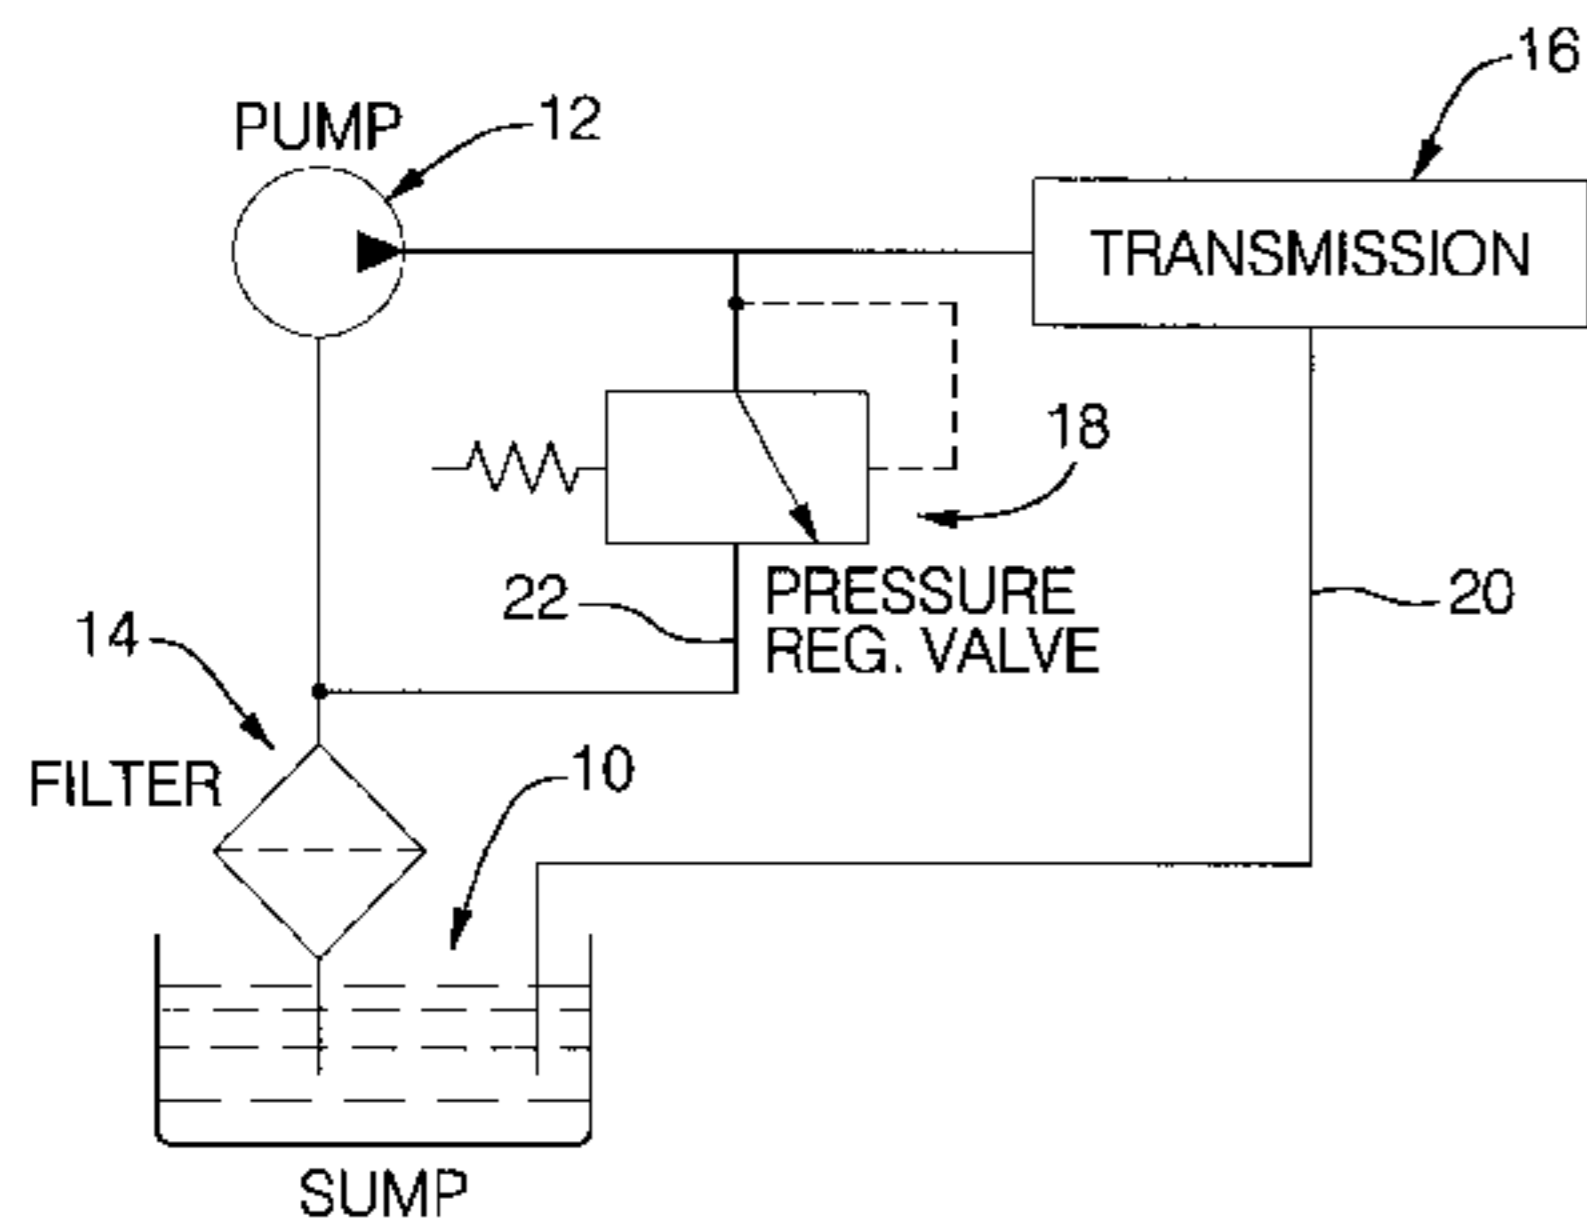 16
PUMP
12
TRANSMISSION
18
22
PRESSURE
REG. VALVE
20
14
FILTER
10
SUMP